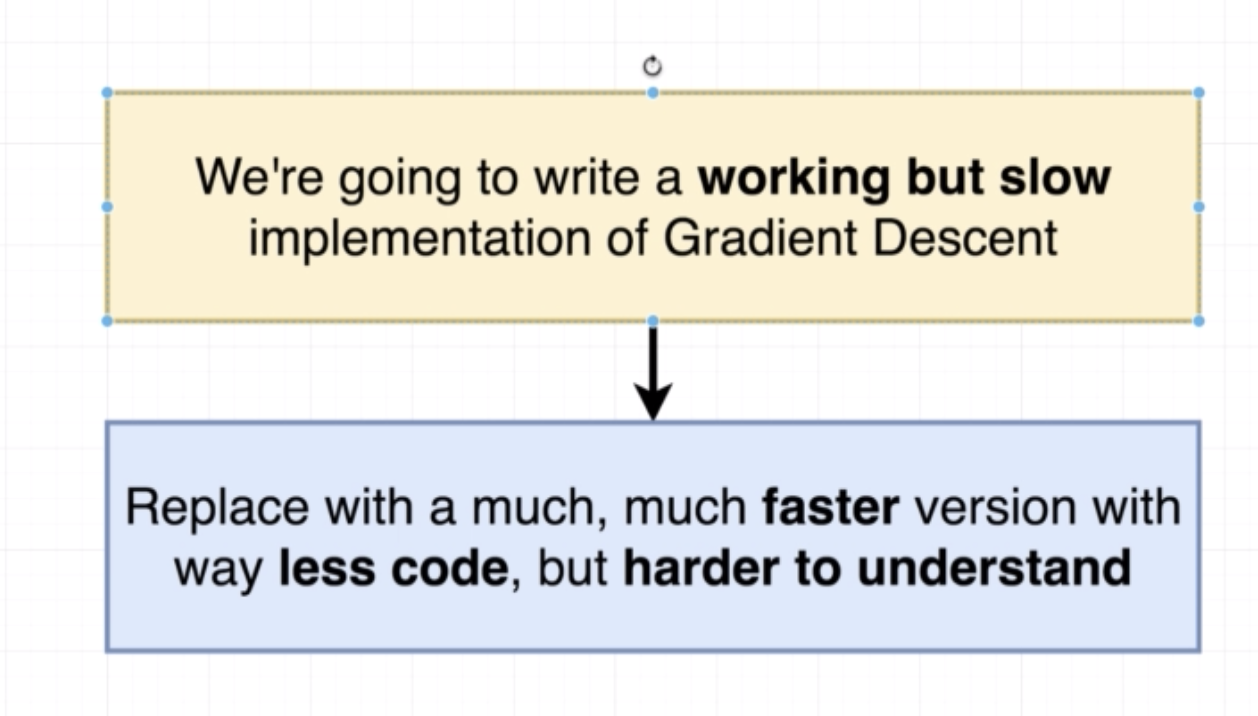 We're going to write a working but slow
implementation of Gradient Descent
Replace with a much, much faster version with
way less code, but harder to understand